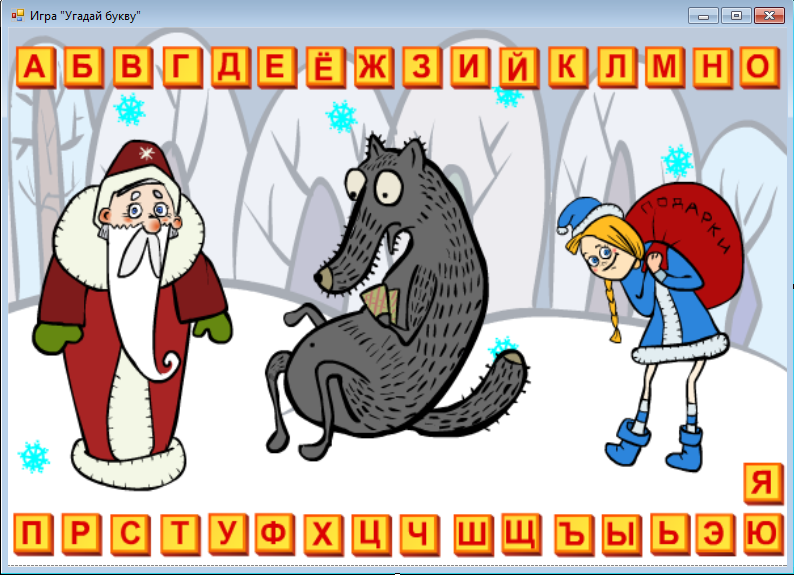 Игра "Угадай букву"
А Б В Г Д Е Ё Ж З И Й К Л М Н О
ПОДАРКИ
Я
П Р С Т У Ф Х Ц Ч Ш Щ Ъ Ы Ь Э Ю